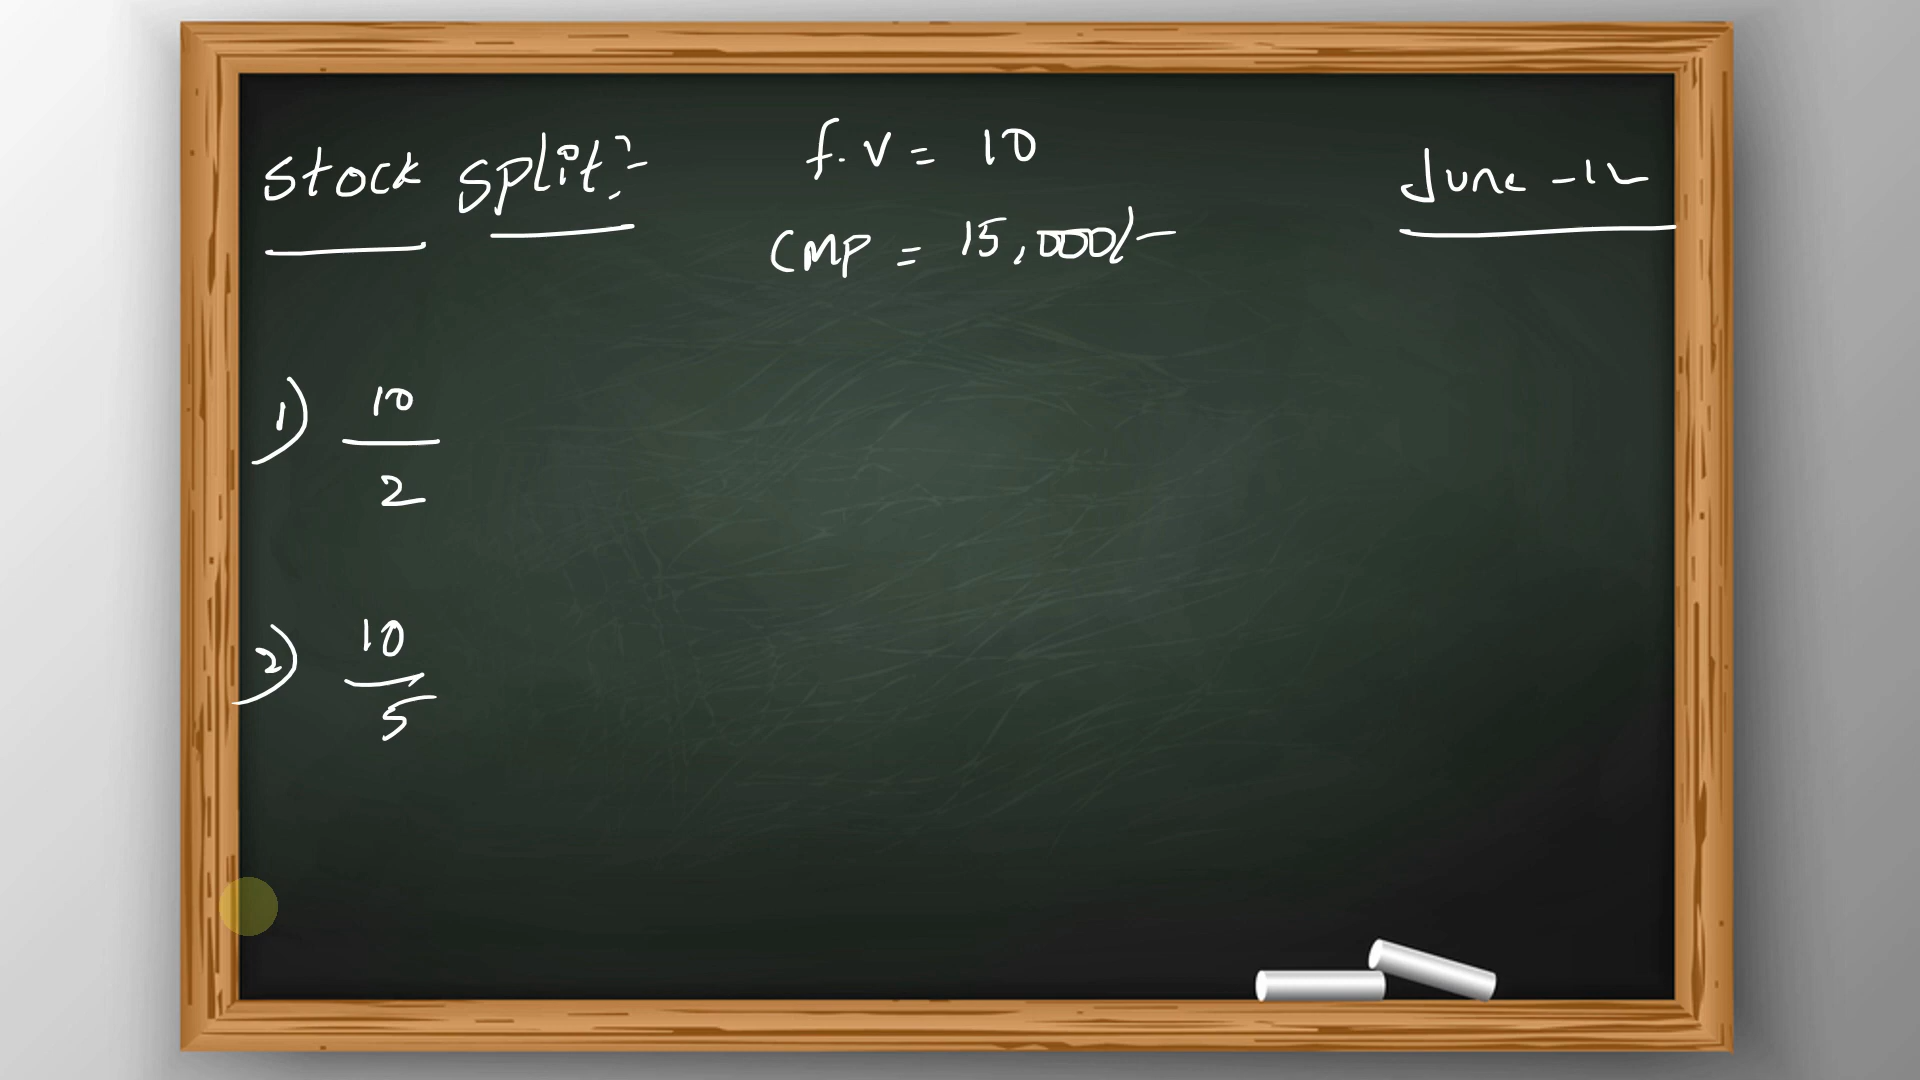 Stock split:-
f.v = 10
CMP = 15,000/-
June -12
1) 10
2
2) 10
5